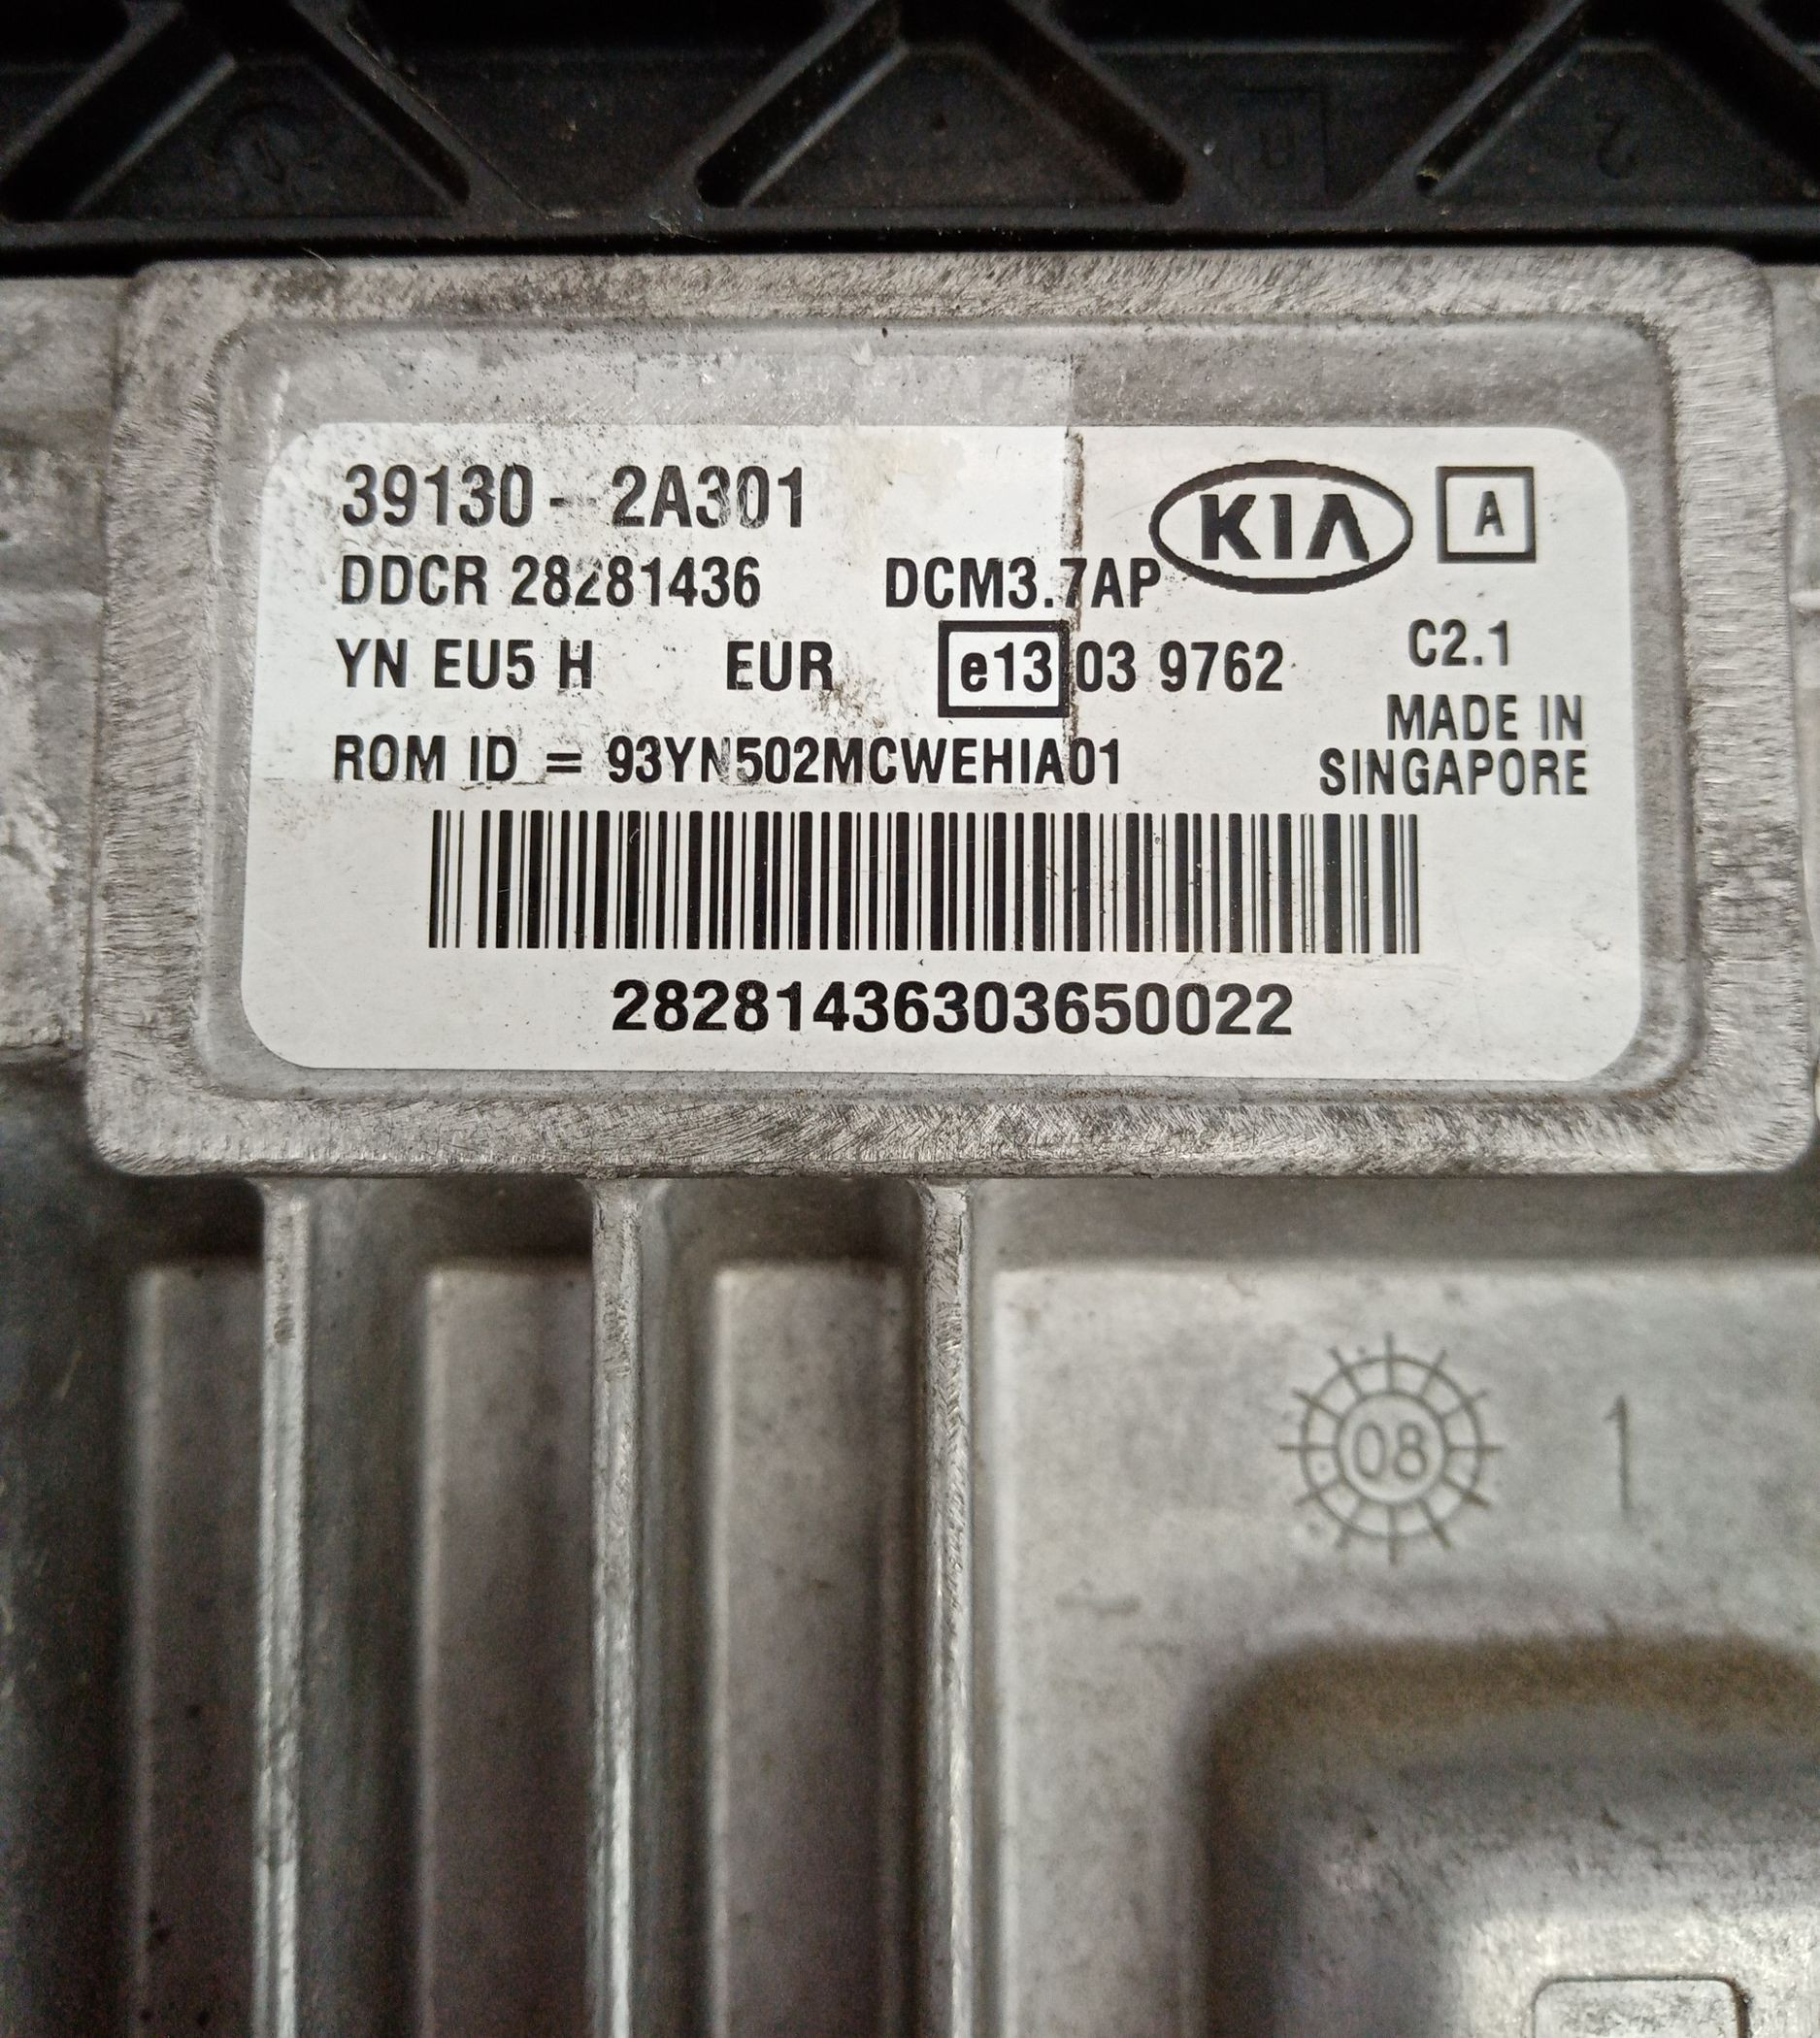 39130-2A301
KIA A
DDCR 28281436 DCM3.7AP
YN EU5 H EUR e13 03 9762 C2.1
MADE IN
SINGAPORE
ROM ID = 93YN502MCWEHIA01
28281436303650022
08 1